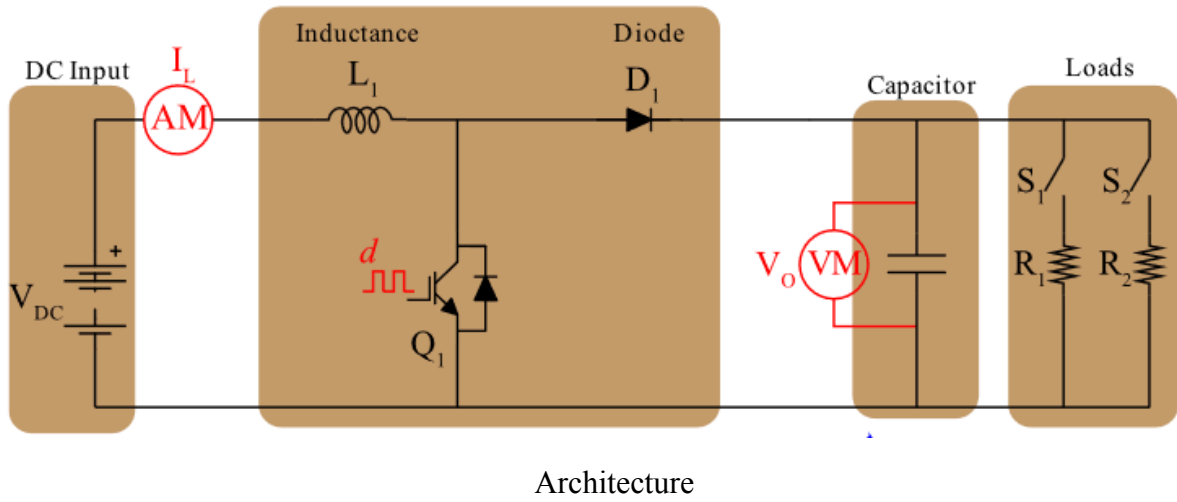 Inductance
Diode
DC Input
I_L
L_1
D_1
Capacitor
Loads
AM
S_1
S_2
+
d
V_O
VM
R_1
R_2
V_DC
Q_1
Architecture